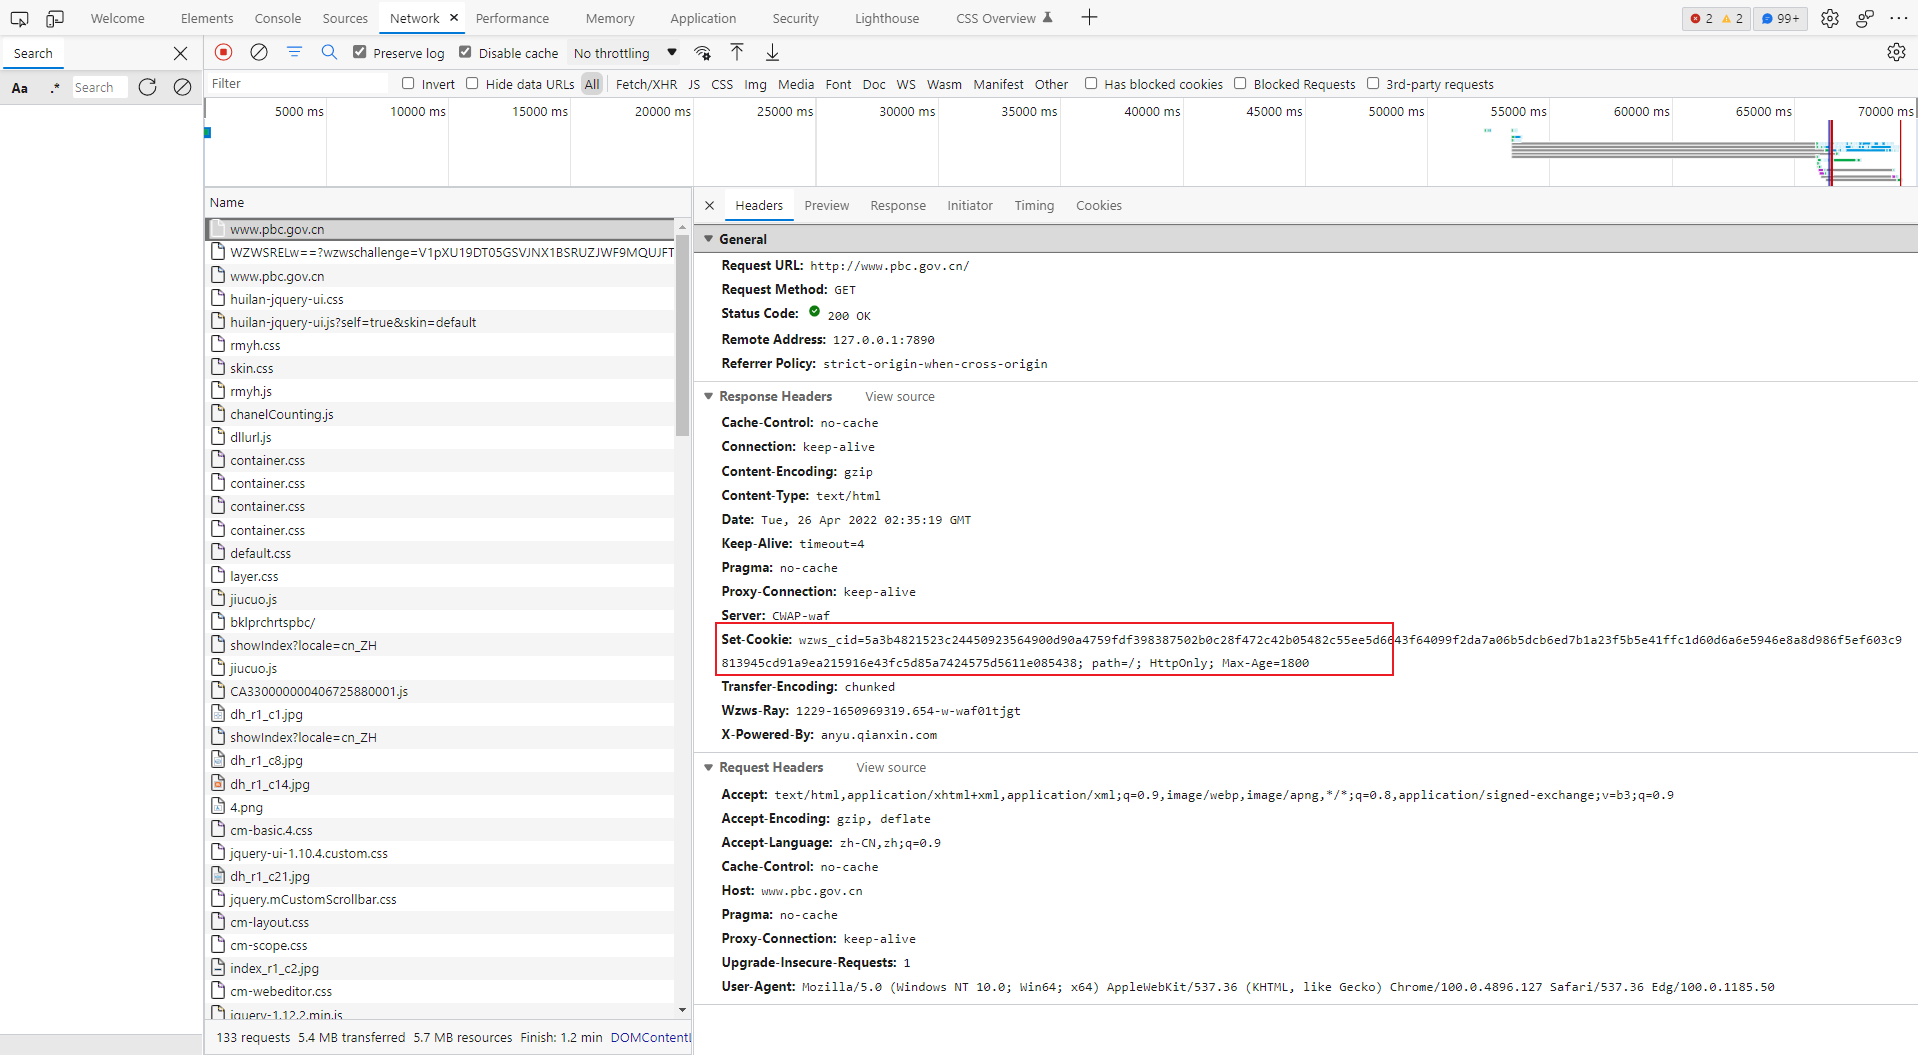 Welcome Elements Console Sources Network Performance Memory Application Security Lighthouse CSS Overview 2 2 99+
Search
Preserve log Disable cache No throttling
Aa .* Search
Filter Invert Hide data URLs All Fetch/XHR JS CSS Img Media Font Doc WS Wasm Manifest Other Has blocked cookies Blocked Requests 3rd-party requests
5000 ms 10000 ms 15000 ms 20000 ms 25000 ms 30000 ms 35000 ms 40000 ms 45000 ms 50000 ms 55000 ms 60000 ms 65000 ms 70000 ms
Name
www.pbc.gov.cn
WZWSRELw==?wzwschallenge=V1pXU19DT05GSVJNX1BSRUZJWF9MQUJFT
www.pbc.gov.cn
huilan-jquery-ui.css
huilan-jquery-ui.js?self=true&skin=default
rmyh.css
skin.css
rmyh.js
chanelCounting.js
dllurl.js
container.css
container.css
container.css
container.css
default.css
layer.css
jiucuo.js
bklprchrtspbc/
showIndex?locale=cn_ZH
jiucuo.js
CA330000000406725880001.js
dh_r1_c1.jpg
showIndex?locale=cn_ZH
dh_r1_c8.jpg
dh_r1_c14.jpg
4.png
cm-basic.4.css
jquery-ui-1.10.4.custom.css
dh_r1_c21.jpg
jquery.mCustomScrollbar.css
cm-layout.css
cm-scope.css
index_r1_c2.jpg
cm-webeditor.css
jquery-1.12.2.min.js
133 requests 5.4 MB transferred 5.7 MB resources Finish: 1.2 min DOMContentL
Headers Preview Response Initiator Timing Cookies
General
Request URL: http://www.pbc.gov.cn/
Request Method: GET
Status Code: 200 OK
Remote Address: 127.0.0.1:7890
Referrer Policy: strict-origin-when-cross-origin
Response Headers View source
Cache-Control: no-cache
Connection: keep-alive
Content-Encoding: gzip
Content-Type: text/html
Date: Tue, 26 Apr 2022 02:35:19 GMT
Keep-Alive: timeout=4
Pragma: no-cache
Proxy-Connection: keep-alive
Server: CWAP-waf
Set-Cookie: wzws_cid=5a3b4821523c24450923564900d90a4759fdf398387502b0c28f472c42b05482c55ee5d6643f64099f2da7a06b5dcb6ed7b1a23f5b5e41ffc1d60d6a6e5946e8a8d986f5ef603c9
813945cd91a9ea215916e43fc5d85a7424575d5611e085438; path=/; HttpOnly; Max-Age=1800
Transfer-Encoding: chunked
Wzws-Ray: 1229-1650969319.654-w-waf01tjgt
X-Powered-By: anyu.qianxin.com
Request Headers View source
Accept: text/html,application/xhtml+xml,application/xml;q=0.9,image/webp,image/apng,*/*;q=0.8,application/signed-exchange;v=b3;q=0.9
Accept-Encoding: gzip, deflate
Accept-Language: zh-CN,zh;q=0.9
Cache-Control: no-cache
Host: www.pbc.gov.cn
Pragma: no-cache
Proxy-Connection: keep-alive
Upgrade-Insecure-Requests: 1
User-Agent: Mozilla/5.0 (Windows NT 10.0; Win64; x64) AppleWebKit/537.36 (KHTML, like Gecko) Chrome/100.0.4896.127 Safari/537.36 Edg/100.0.1185.50